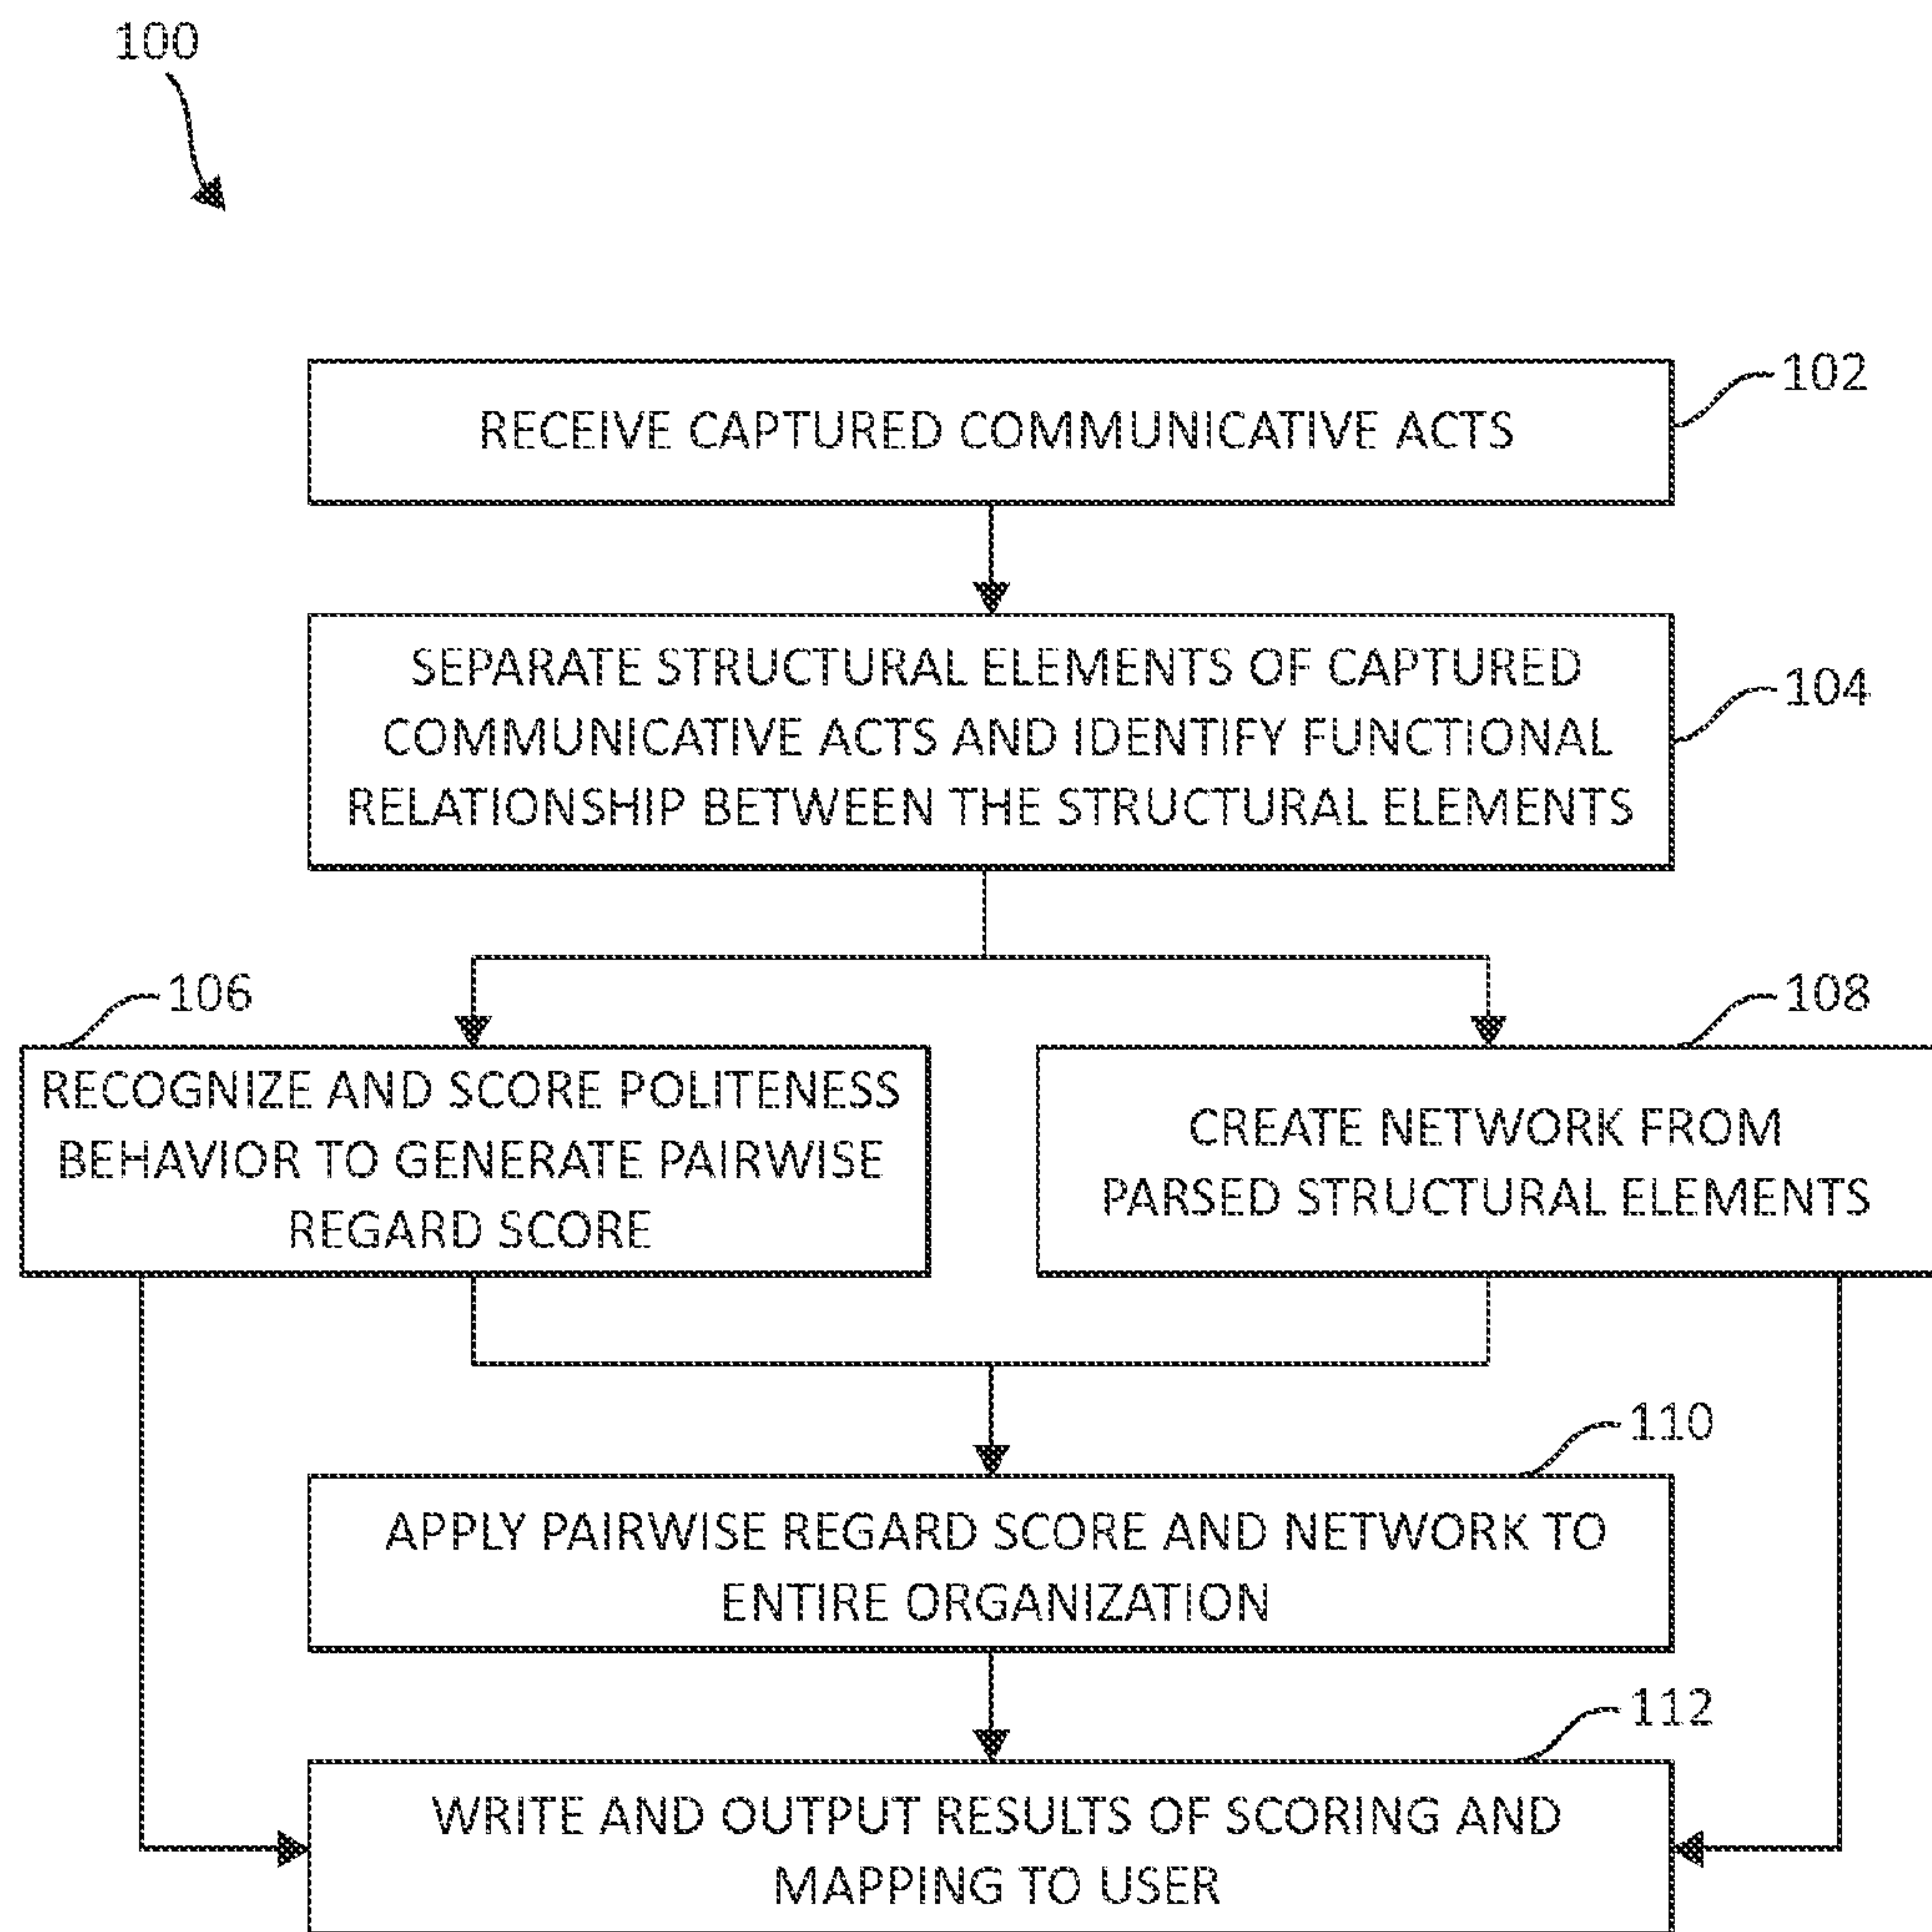 100
102
RECEIVE CAPTURED COMMUNICATIVE ACTS
104
SEPARATE STRUCTURAL ELEMENTS OF CAPTURED
COMMUNICATIVE ACTS AND IDENTIFY FUNCTIONAL
RELATIONSHIP BETWEEN THE STRUCTURAL ELEMENTS
106
RECOGNIZE AND SCORE POLITENESS
BEHAVIOR TO GENERATE PAIRWISE
REGARD SCORE
108
CREATE NETWORK FROM
PARSED STRUCTURAL ELEMENTS
110
APPLY PAIRWISE REGARD SCORE AND NETWORK TO
ENTIRE ORGANIZATION
112
WRITE AND OUTPUT RESULTS OF SCORING AND
MAPPING TO USER